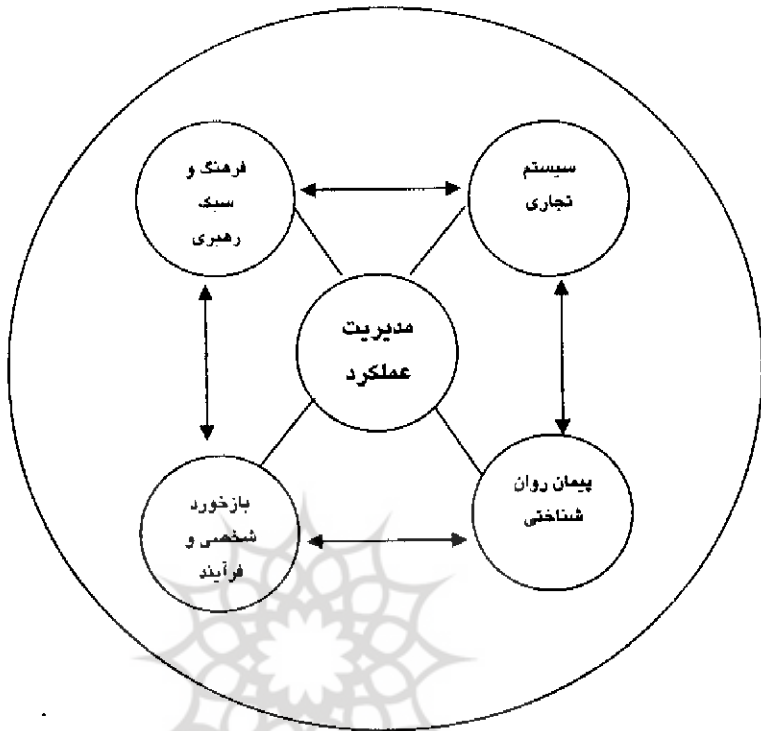 سیستم
تجاری
فرهنگ و
سبک
رهبری
مدیریت
عملکرد
پیمان روان
شناختی
بازخورد
شخصی و
فرآیند